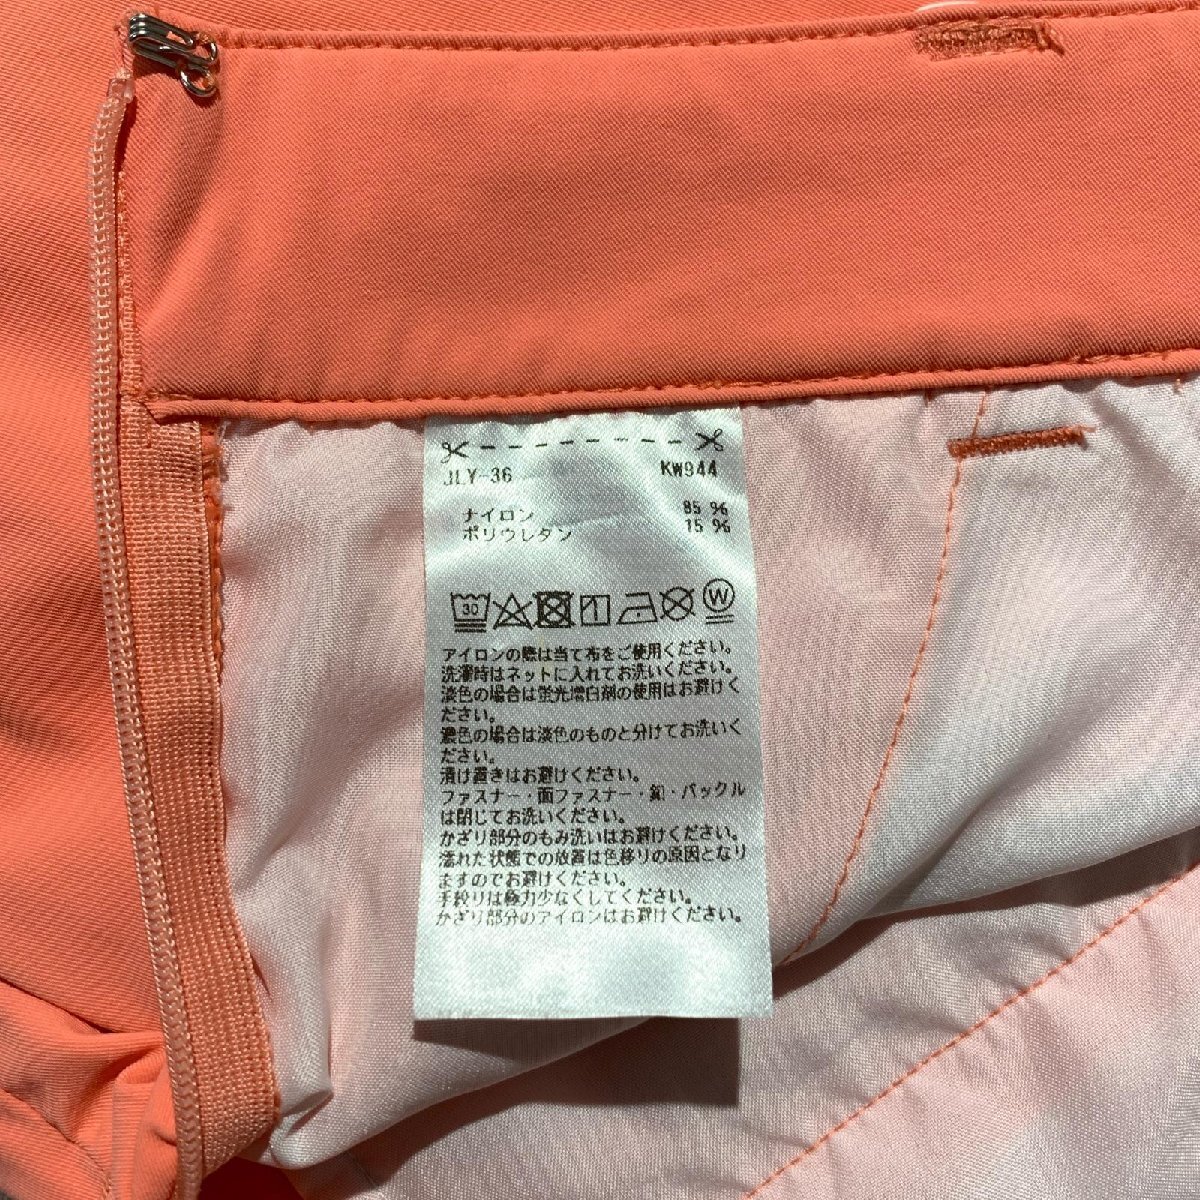 JLY-36 KW944
ナイロン 85 %
ポリウレタン 15 %
30 W
アイロンの際は当て布をご使用ください。
洗濯時はネットに入れてお洗いください。
淡色の場合は蛍光増白剤の使用はお避けく
ださい。
濃色の場合は淡色のものと分けてお洗いく
ださい。
漬け置きはお避けください。
ファスナー・面ファスナー・釦・バックル
は閉じてお洗いください。
かざり部分のもみ洗いはお避けください。
濡れた状態での放置は色移りの原因となり
ますのでお避けください。
手絞りは極力少なくしてください。
かざり部分のアイロンはお避けください。